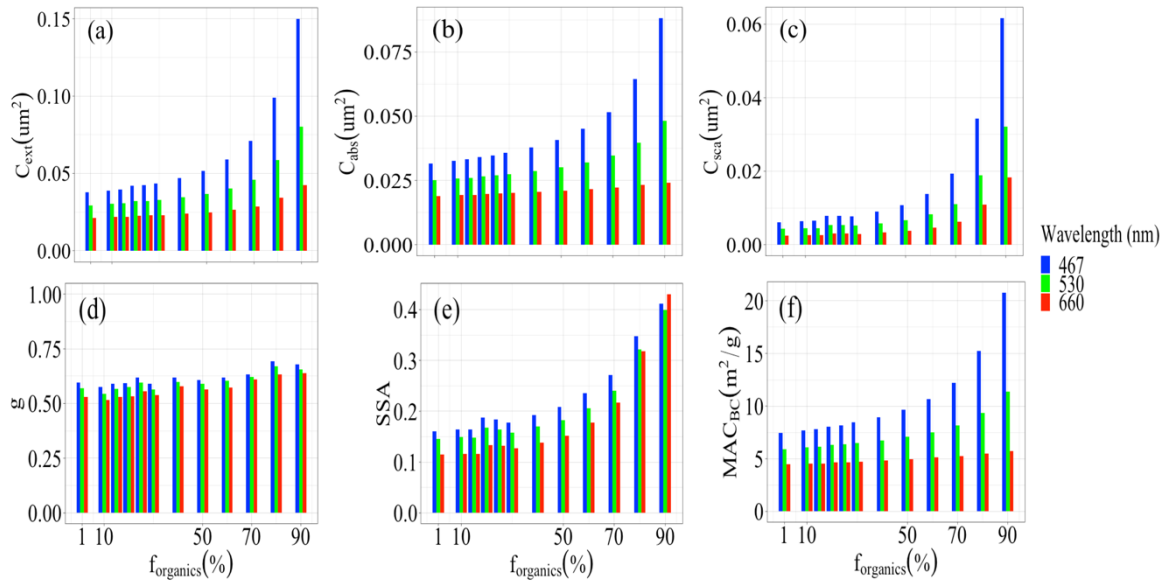 (a)
C_ext(um²)
0.15
0.10
0.05
0.00
(b)
C_abs(um²)
0.075
0.050
0.025
0.000
(c)
C_sca(um²)
0.06
0.04
0.02
0.00
Wavelength (nm)
467
530
660
(d)
g
1.00
0.75
0.50
0.25
0.00
1 10 50 70 90
f_organics(%)
(e)
SSA
0.4
0.3
0.2
0.1
0.0
1 10 50 70 90
f_organics(%)
(f)
MAC_BC(m²/g)
20
15
10
5
0
1 10 50 70 90
f_organics(%)